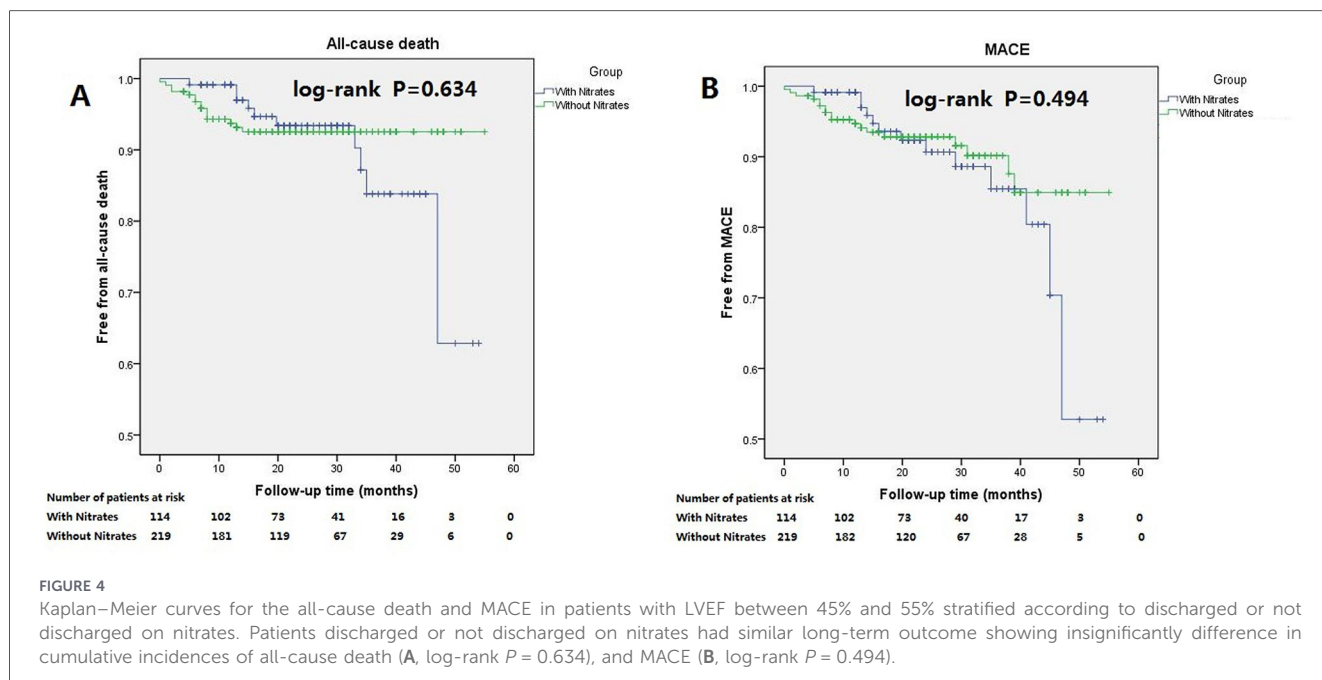 All-cause death
A
log-rank P=0.634
Group
With Nitrates
Without Nitrates
Free from all-cause death
1.0
0.9
0.8
0.7
0.6
0.5
0 10 20 30 40 50 60
Follow-up time (months)
Number of patients at risk
With Nitrates 114 102 73 41 16 3 0
Without Nitrates 219 181 119 67 29 6 0
MACE
B
log-rank P=0.494
Group
With Nitrates
Without Nitrates
Free from MACE
1.0
0.9
0.8
0.7
0.6
0.5
0 10 20 30 40 50 60
Follow-up time (months)
Number of patients at risk
With Nitrates 114 102 73 40 17 3 0
Without Nitrates 219 182 120 67 28 5 0
FIGURE 4
Kaplan–Meier curves for the all-cause death and MACE in patients with LVEF between 45% and 55% stratified according to discharged or not
discharged on nitrates. Patients discharged or not discharged on nitrates had similar long-term outcome showing insignificantly difference in
cumulative incidences of all-cause death (A, log-rank P = 0.634), and MACE (B, log-rank P = 0.494).